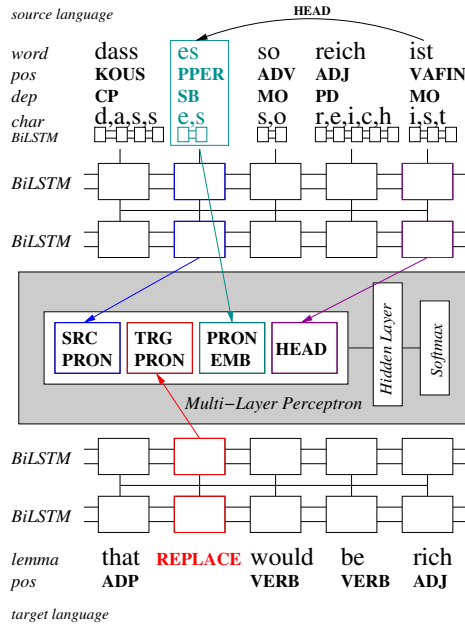 source language
HEAD
word dass es so reich ist
pos KOUS PPER ADV ADJ VAFIN
dep CP SB MO PD MO
char d,a,s,s e,s s,o r,e,i,c,h i,s,t
BiLSTM
BiLSTM
BiLSTM
SRC PRON TRG PRON PRON EMB HEAD Hidden Layer Softmax
Multi−Layer Perceptron
BiLSTM
BiLSTM
lemma that REPLACE would be rich
pos ADP VERB VERB ADJ
target language